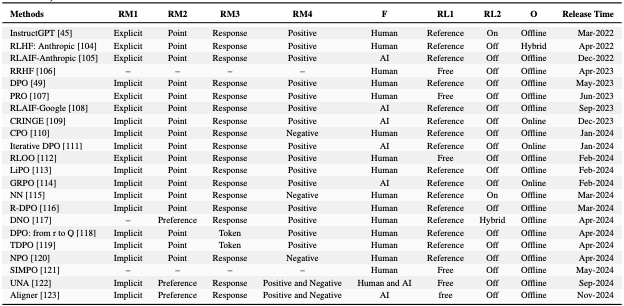 Methods RM1 RM2 RM3 RM4 F RL1 RL2 O Release Time
InstructGPT [45] Explicit Point Response Positive Human Reference On Offline Mar-2022
RLHF: Anthropic [104] Explicit Point Response Positive Human Reference Off Hybrid Apr-2022
RLAIF-Anthropic [105] Explicit Point Response Positive AI Reference Off Offline Dec-2022
RRHF [106] – – – – Human Free Off Offline Apr-2023
DPO [49] Implicit Point Response Positive Human Reference Off Offline May-2023
PRO [107] Explicit Point Response Positive Human Free Off Offline Jun-2023
RLAIF-Google [108] Explicit Point Response Positive AI Reference Off Offline Sep-2023
CRINGE [109] Implicit Point Response Positive AI Reference Off Online Dec-2023
CPO [110] Implicit Point Response Negative Human Reference Off Offline Jan-2024
Iterative DPO [111] Implicit Point Response Positive AI Reference Off Online Jan-2024
RLOO [112] Explicit Point Response Positive Human Free Off Offline Feb-2024
LiPO [113] Implicit Point Response Positive Human Reference Off Offline Feb-2024
GRPO [114] Implicit Point Response Positive AI Reference Off Online Feb-2024
NN [115] Implicit Point Response Negative Human Reference On Offline Mar-2024
R-DPO [116] Implicit Point Response Positive Human Reference Off Offline Mar-2024
DNO [117] – Preference Response Positive Human Reference Hybrid Offline Apr-2024
DPO: from r to Q [118] Implicit Point Token Positive Human Reference Off Offline Apr-2024
TDPO [119] Implicit Point Token Positive Human Reference Off Offline Apr-2024
NPO [120] Implicit Point Response Negative Human Reference Off Offline Apr-2024
SIMPO [121] – – – – Human Free Off Offline May-2024
UNA [122] Implicit Preference Response Positive and Negative Human and AI Free Off Offline Sep-2024
Aligner [123] Implicit Preference Response Positive and Negative AI free Off Offline Nov-2024